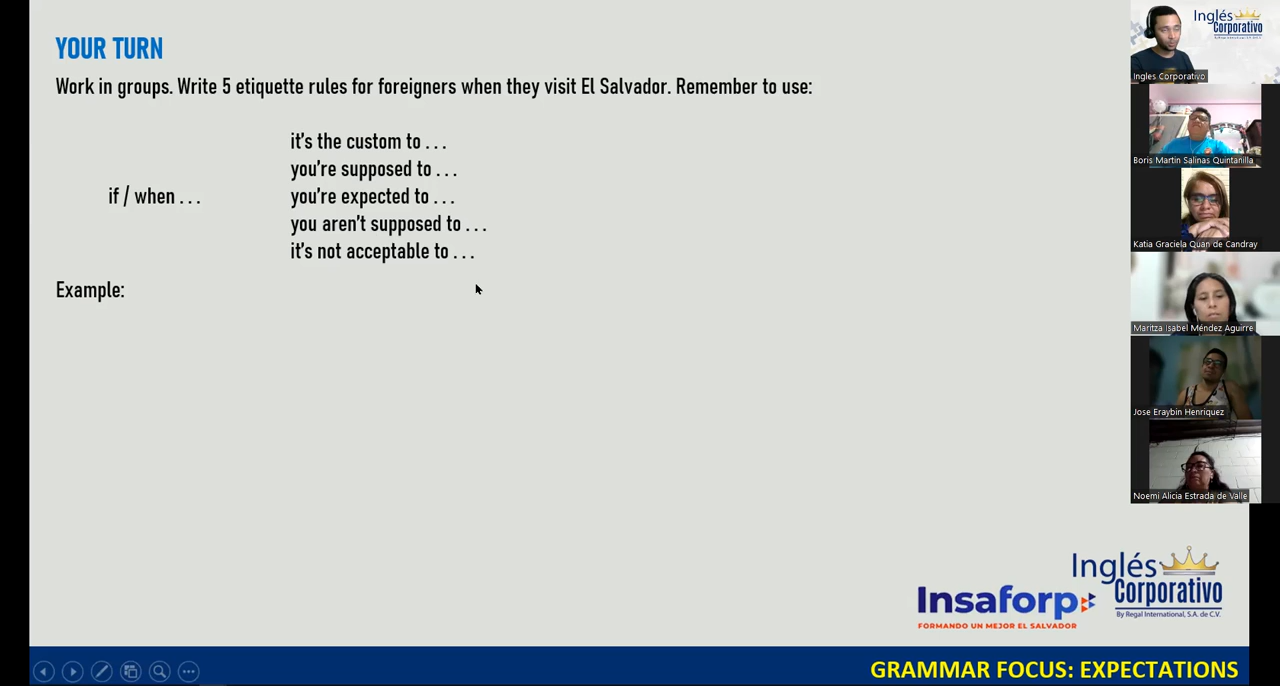 YOUR TURN
Work in groups. Write 5 etiquette rules for foreigners when they visit El Salvador. Remember to use:
it's the custom to . . .
you're supposed to . . .
if / when . . .
you're expected to . . .
you aren't supposed to . . .
it's not acceptable to . . .
Example:
Inglés
Corporativo
Ingles Corporativo
Boris Martin Salinas Quintanilla
Katia Graciela Quan de Candray
Maritza Isabel Méndez Aguirre
Jose Eraybin Henriquez
Noemi Alicia Estrada de Valle
Insaforp
FORMANDO UN MEJOR EL SALVADOR
Inglés
Corporativo
By Regal International, S.A. de C.V.
GRAMMAR FOCUS: EXPECTATIONS